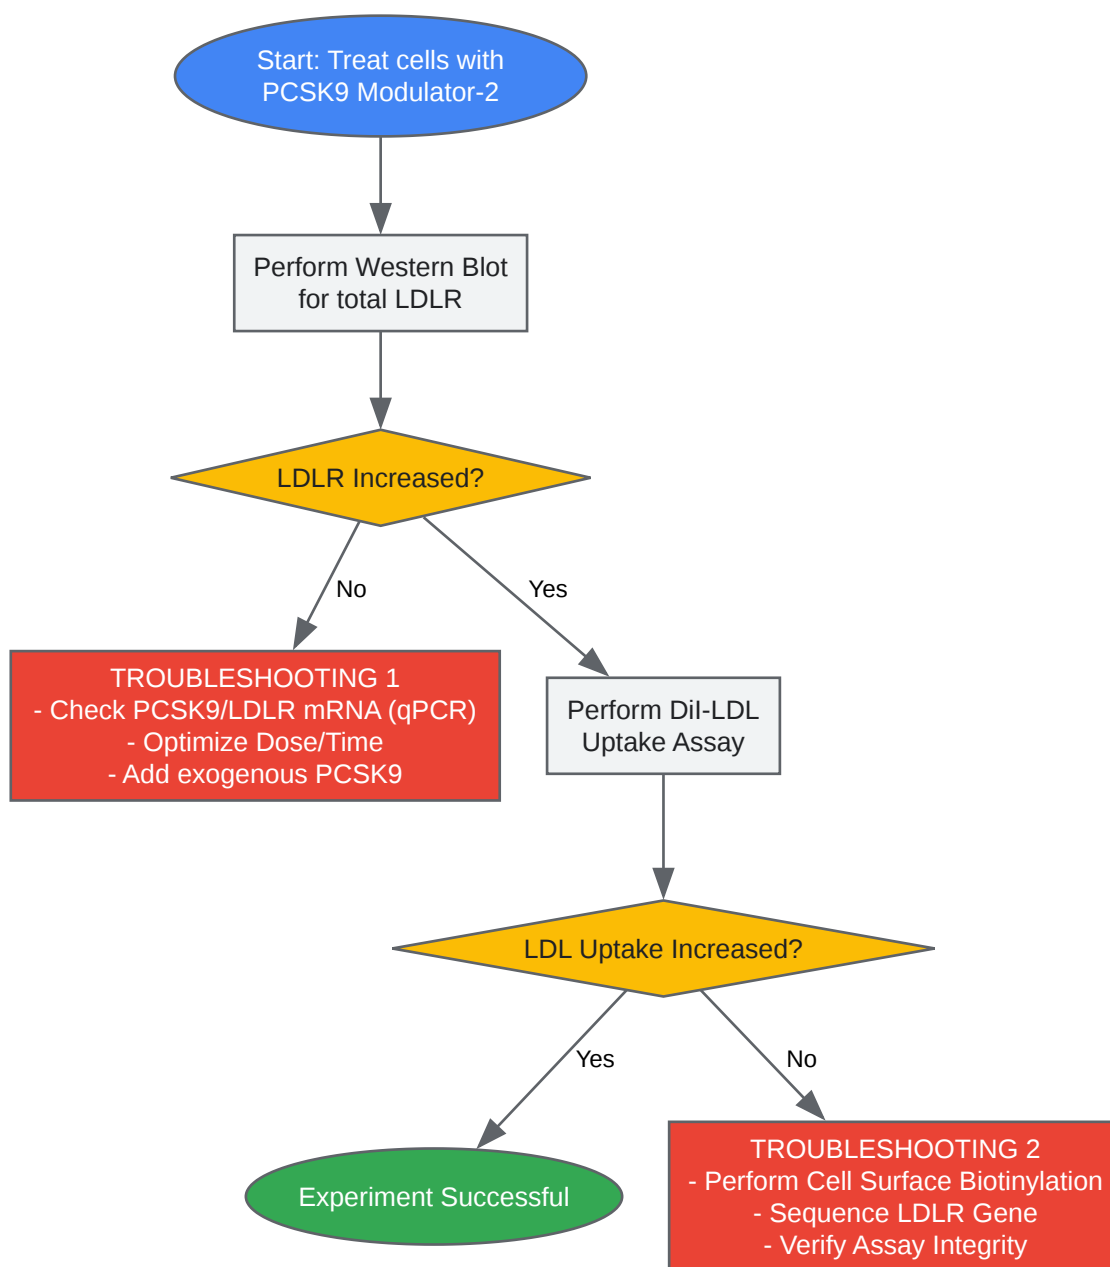 Start: Treat cells with
PCSK9 Modulator-2
Perform Western Blot
for total LDLR
LDLR Increased?
No
Yes
TROUBLESHOOTING 1
- Check PCSK9/LDLR mRNA (qPCR)
- Optimize Dose/Time
- Add exogenous PCSK9
Perform DiI-LDL
Uptake Assay
LDL Uptake Increased?
Yes
No
Experiment Successful
TROUBLESHOOTING 2
- Perform Cell Surface Biotinylation
- Sequence LDLR Gene
- Verify Assay Integrity